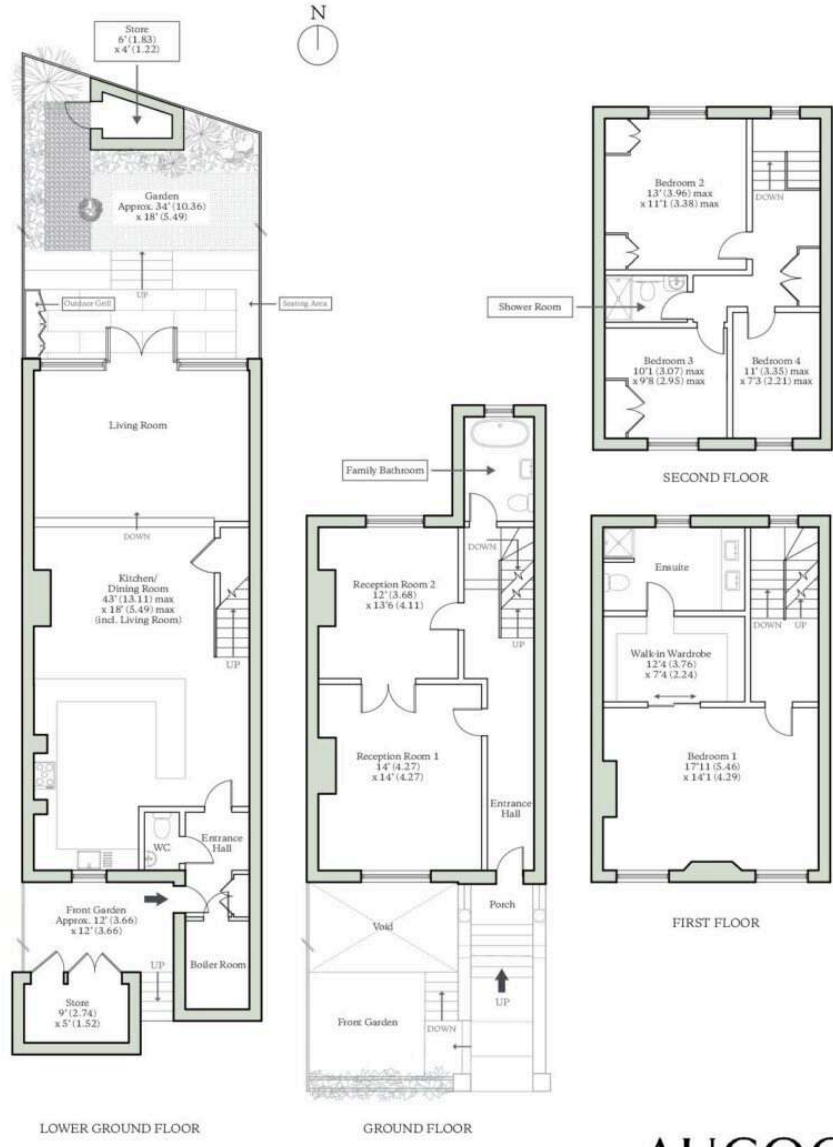 N
Store
6' (1.83)
x 4' (1.22)
Garden
Approx. 34' (10.36)
x 18' (5.49)
UP
Outdoor Grill
Seating Area
Living Room
DOWN
Kitchen/
Dining Room
43' (13.11) max
x 18' (5.49) max
(incl. Living Room)
UP
WC
Entrance
Hall
Front Garden
Approx. 12' (3.66)
x 12' (3.66)
UP
Boiler Room
Store
9' (2.74)
x 5' (1.52)
LOWER GROUND FLOOR
Family Bathroom
DOWN
Reception Room 2
12' (3.68)
x 13'6 (4.11)
UP
Reception Room 1
14' (4.27)
x 14' (4.27)
Entrance
Hall
Porch
Void
UP
Front Garden
DOWN
GROUND FLOOR
Bedroom 2
13' (3.96) max
x 11'1 (3.38) max
DOWN
Shower Room
Bedroom 3
10'1 (3.07) max
x 9'8 (2.95) max
Bedroom 4
11' (3.35) max
x 7'3 (2.21) max
SECOND FLOOR
Ensuite
DOWN
UP
Walk-in Wardrobe
12'4 (3.76)
x 7'4 (2.24)
Bedroom 1
17'11 (5.46)
x 14'1 (4.29)
FIRST FLOOR